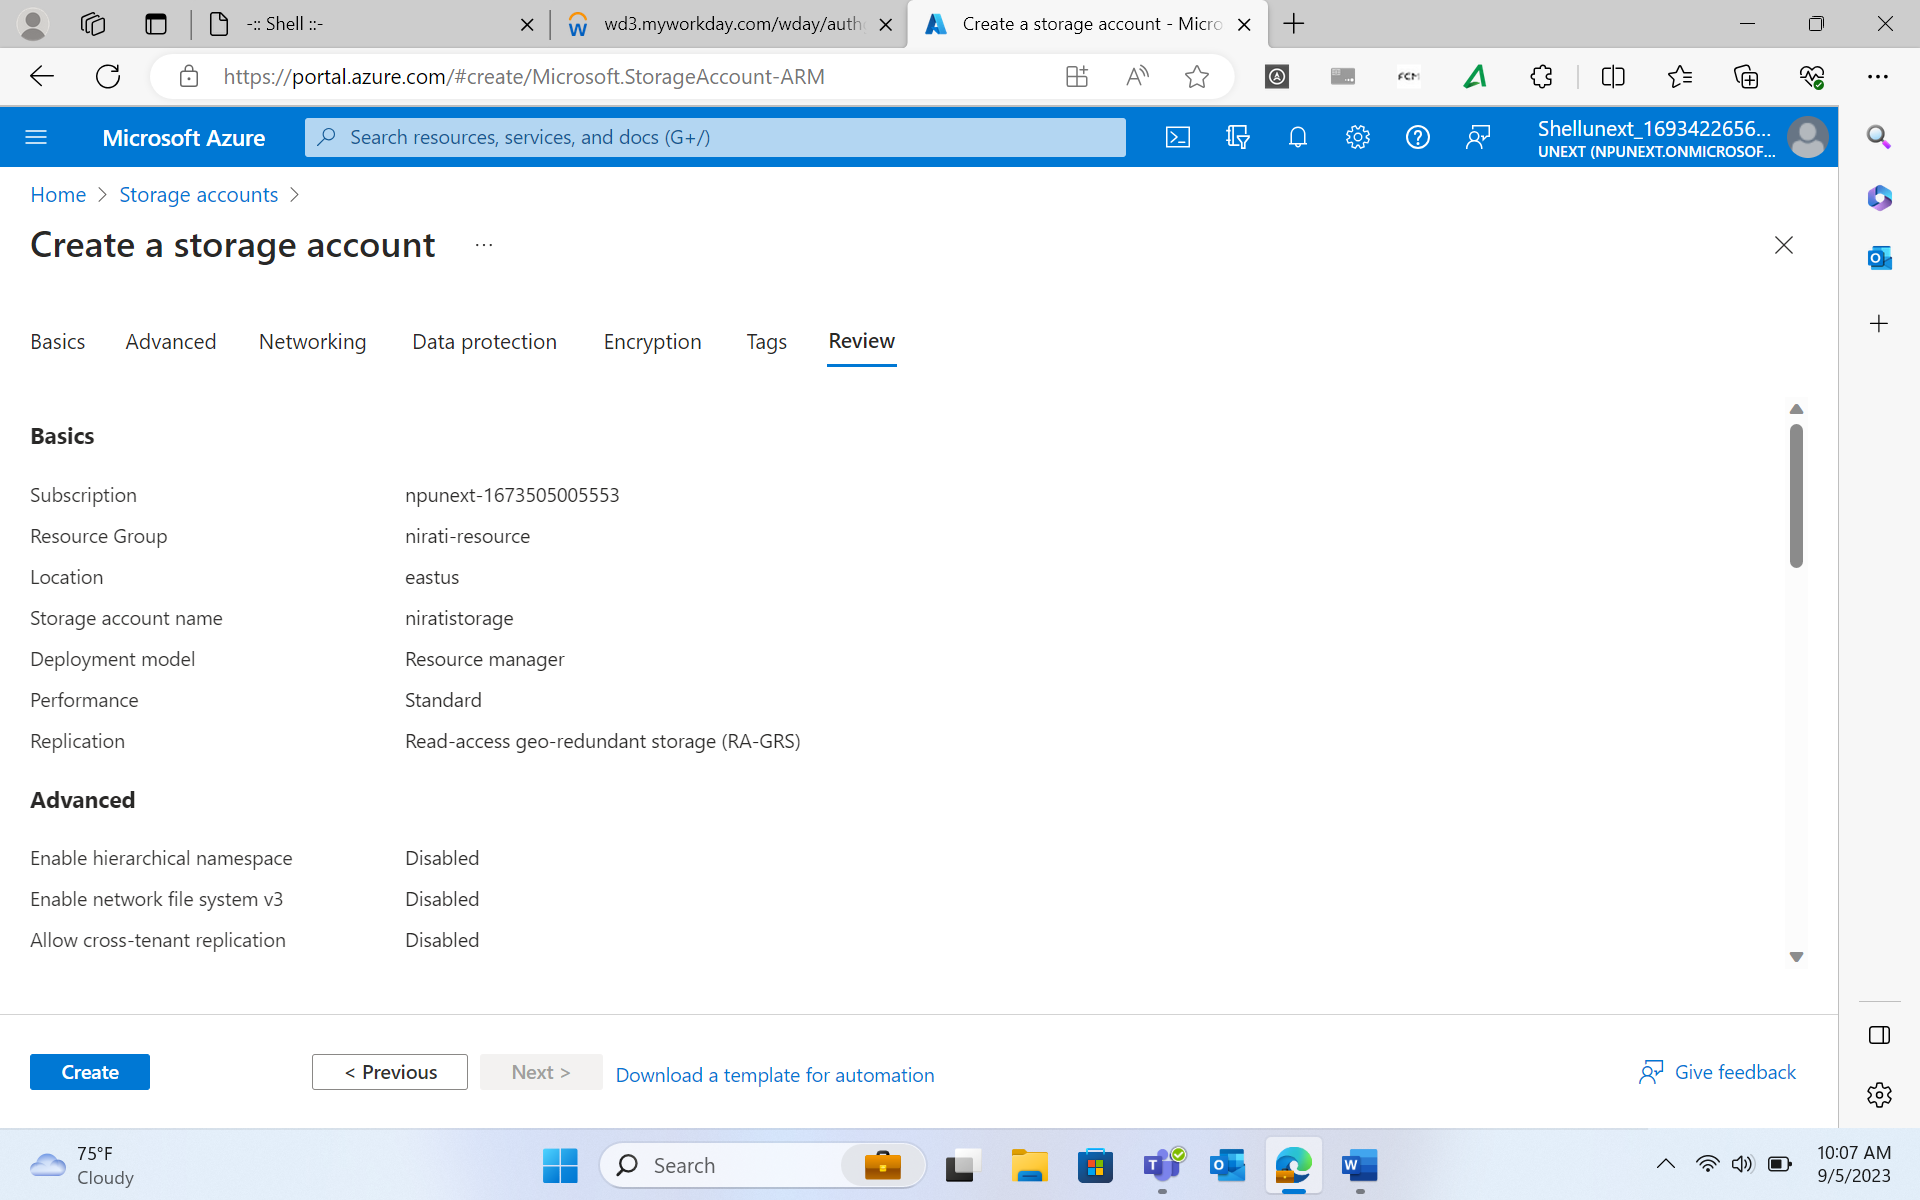 -:: Shell ::-
wd3.myworkday.com/wday/auth
Create a storage account - Micro
https://portal.azure.com/#create/Microsoft.StorageAccount-ARM
FCM
Microsoft Azure
Search resources, services, and docs (G+/)
Shellunext_1693422656...
UNEXT (NPUNEXT.ONMICROSOF...
Home > Storage accounts >
Create a storage account ...
Basics Advanced Networking Data protection Encryption Tags Review
Basics
Subscription npunext-1673505005553
Resource Group nirati-resource
Location eastus
Storage account name niratistorage
Deployment model Resource manager
Performance Standard
Replication Read-access geo-redundant storage (RA-GRS)
Advanced
Enable hierarchical namespace Disabled
Enable network file system v3 Disabled
Allow cross-tenant replication Disabled
Create < Previous Next > Download a template for automation Give feedback
75°F
Cloudy
Search
10:07 AM
9/5/2023